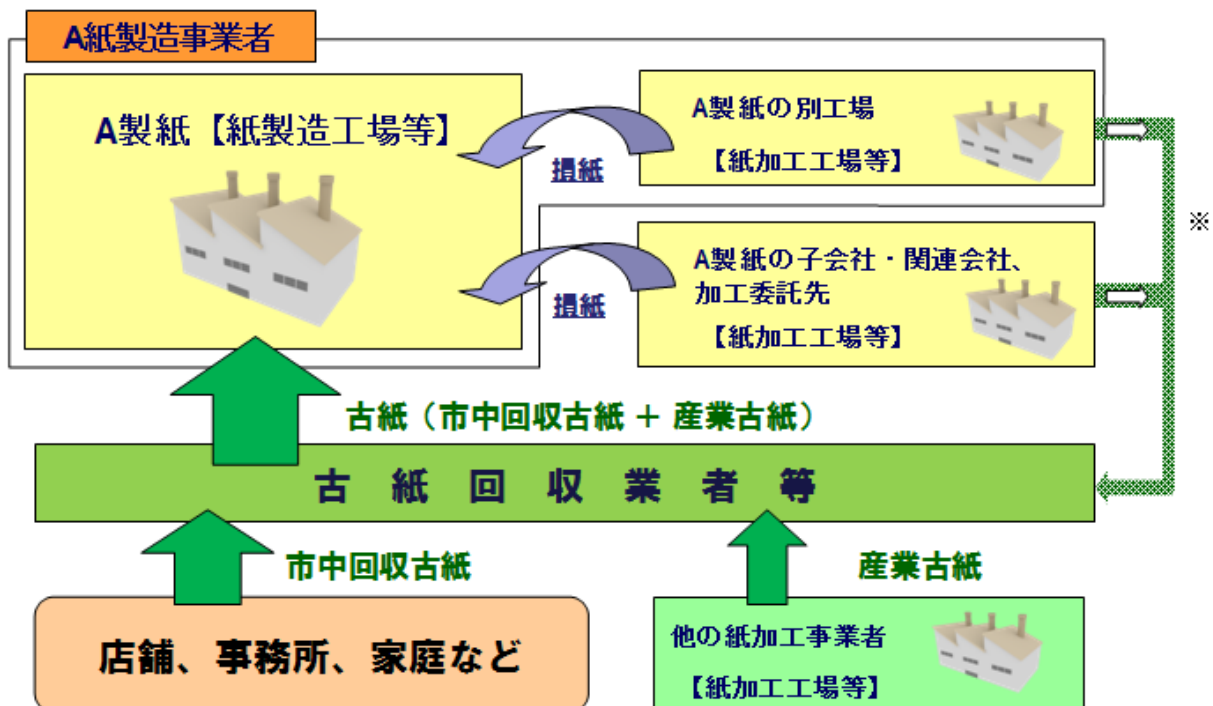 A紙製造事業者
A製紙【紙製造工場等】
A製紙の別工場
【紙加工工場等】
損紙
※
A製紙の子会社・関連会社、
加工委託先
【紙加工工場等】
損紙
古紙（市中回収古紙 ＋ 産業古紙）
古紙回収業者等
市中回収古紙
産業古紙
店舗、事務所、家庭など
他の紙加工事業者
【紙加工工場等】